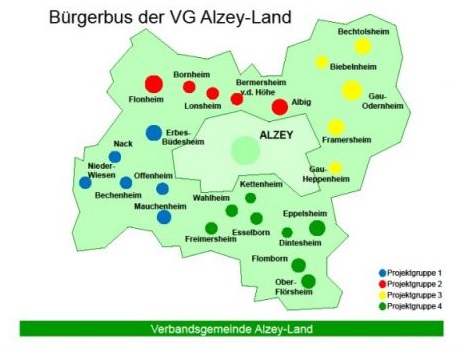 Bürgerbus der VG Alzey-Land
Bechtolsheim
Biebelnheim
Bornheim
Bermersheim
v.d. Höhe
Flonheim
Lonsheim
Albig
Gau-
Odernheim
Erbes-
Büdesheim
ALZEY
Framersheim
Nack
Nieder-
Wiesen
Offenheim
Bechenheim
Gau-
Heppenheim
Kettenheim
Wahlheim
Mauchenheim
Eppelsheim
Freimersheim
Esselborn
Dintesheim
Flomborn
Ober-
Flörsheim
Projektgruppe 1
Projektgruppe 2
Projektgruppe 3
Projektgruppe 4
Verbandsgemeinde Alzey-Land